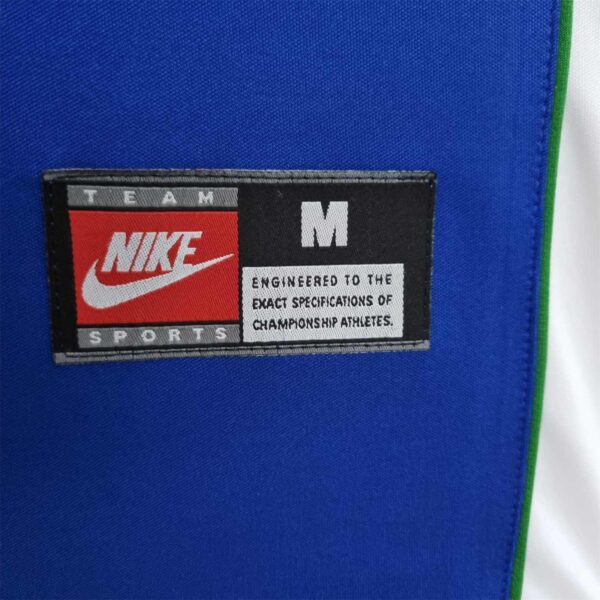 TEAM
NIKE
SPORTS
M
ENGINEERED TO THE
EXACT SPECIFICATIONS OF
CHAMPIONSHIP ATHLETES.